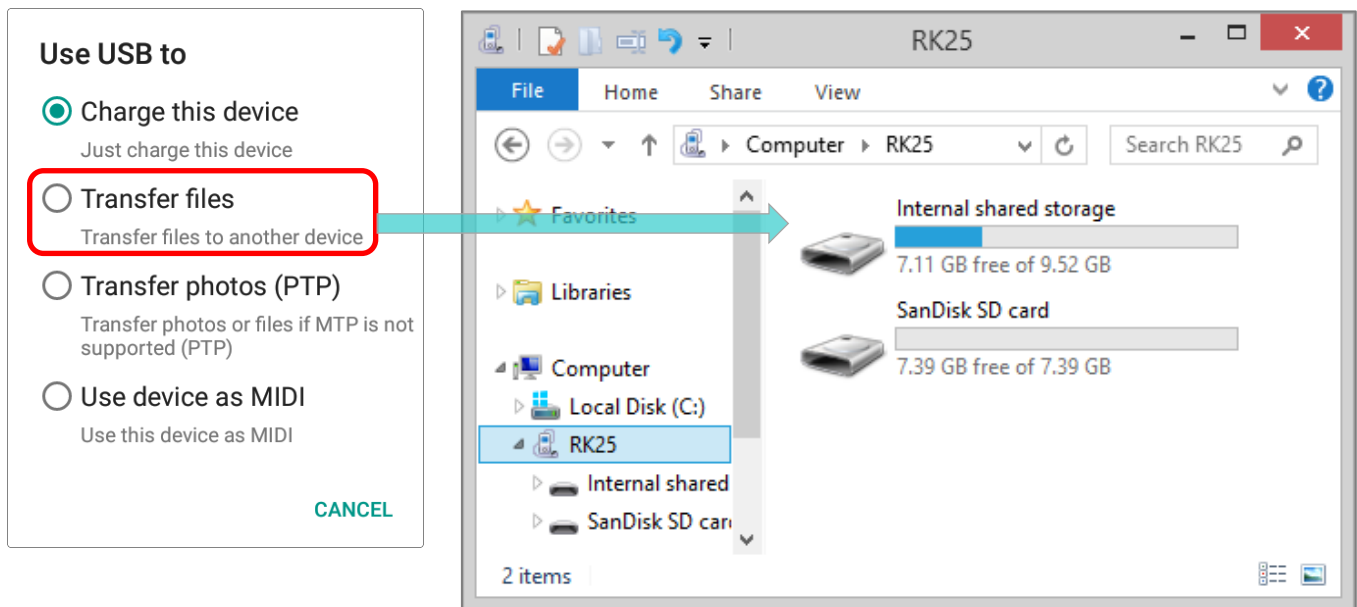 Use USB to
Charge this device
Just charge this device
Transfer files
Transfer files to another device
Transfer photos (PTP)
Transfer photos or files if MTP is not
supported (PTP)
Use device as MIDI
Use this device as MIDI
CANCEL
RK25
File Home Share View
Computer RK25
Search RK25
Favorites
Libraries
Computer
Local Disk (C:)
RK25
Internal shared
SanDisk SD car
Internal shared storage
7.11 GB free of 9.52 GB
SanDisk SD card
7.39 GB free of 7.39 GB
2 items